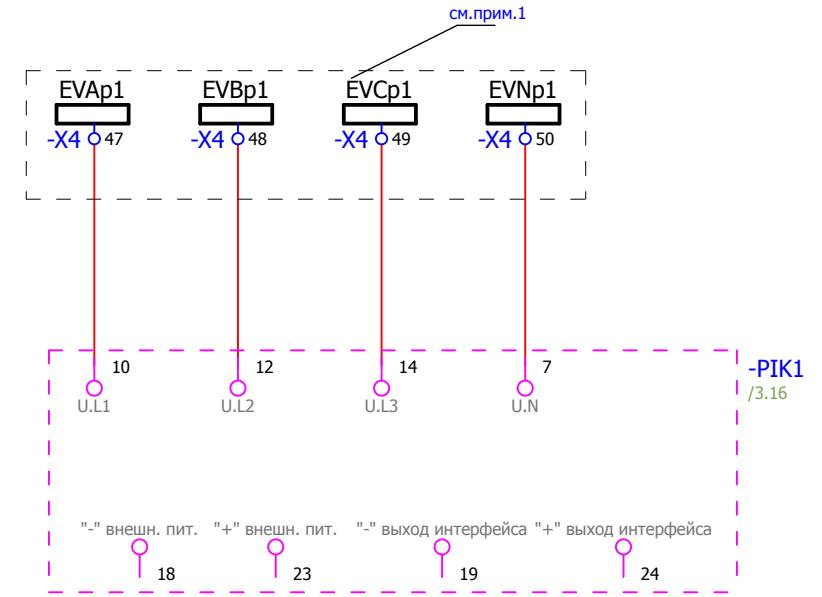 см.прим.1
EVAp1 EVBp1 EVCp1 EVNp1
-X4 47 -X4 48 -X4 49 -X4 50
10 12 14 7 -PIK1
U.L1 U.L2 U.L3 U.N /3.16
"-" внешн. пит. "+" внешн. пит. "-" выход интерфейса "+" выход интерфейса
18 23 19 24